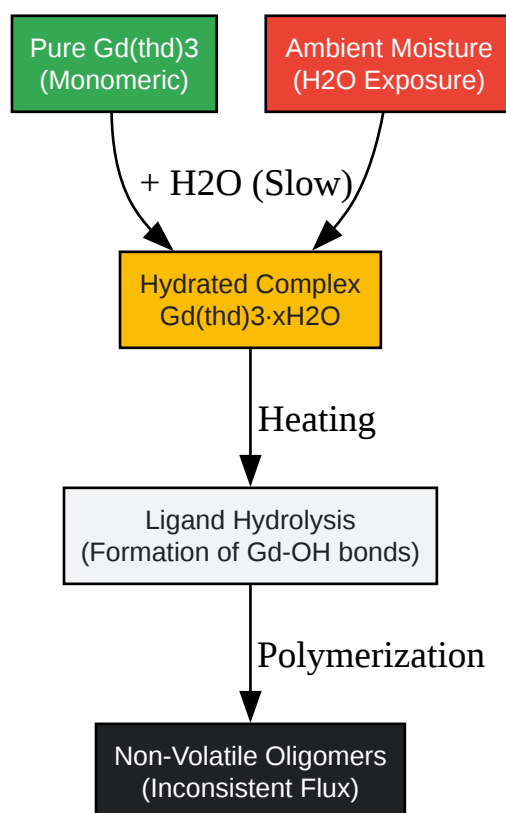 Pure Gd(thd)3
(Monomeric)
Ambient Moisture
(H2O Exposure)
+ H2O (Slow)
Hydrated Complex
Gd(thd)3·xH2O
Heating
Ligand Hydrolysis
(Formation of Gd-OH bonds)
Polymerization
Non-Volatile Oligomers
(Inconsistent Flux)